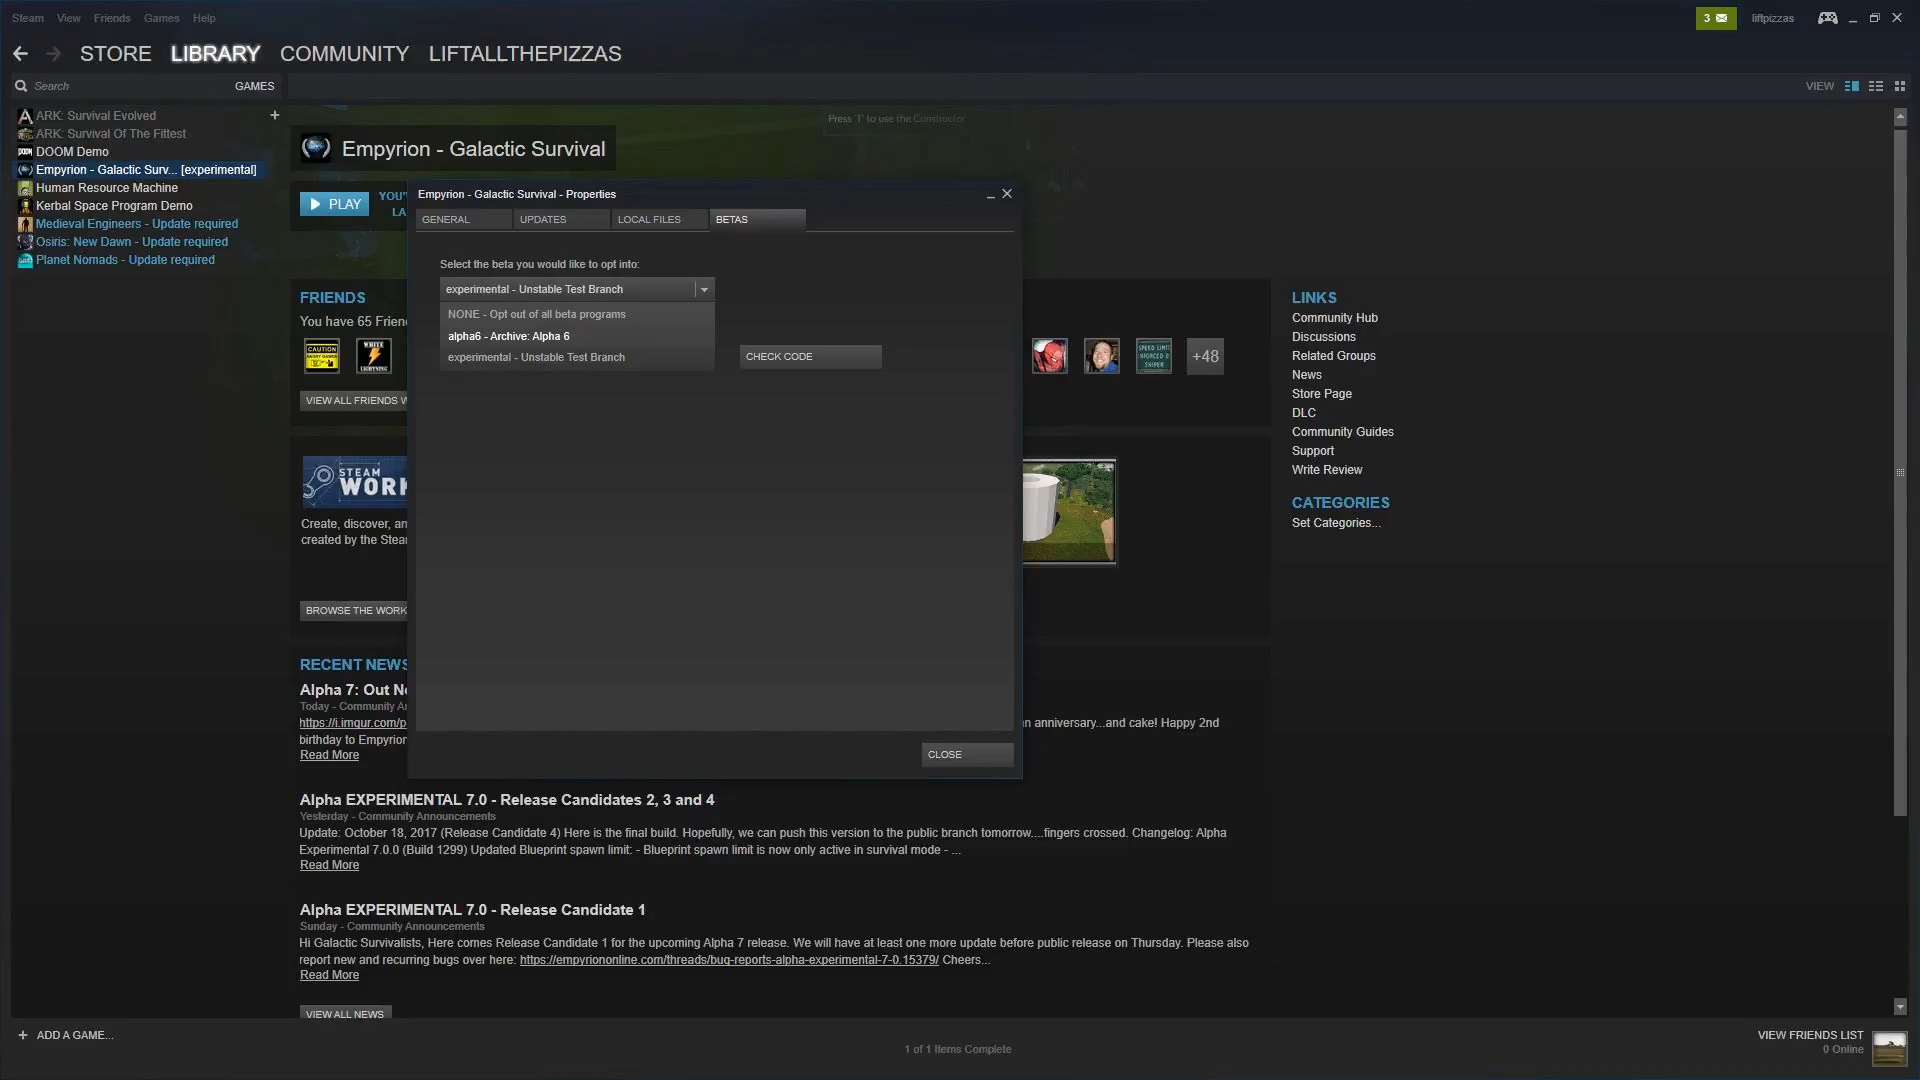 Steam View Friends Games Help
3 liftpizzas
STORE LIBRARY COMMUNITY LIFTALLTHEPIZZAS
Search GAMES
VIEW
ARK: Survival Evolved +
ARK: Survival Of The Fittest
DOOM Demo
Empyrion - Galactic Surv... [experimental]
Human Resource Machine
Kerbal Space Program Demo
Medieval Engineers - Update required
Osiris: New Dawn - Update required
Planet Nomads - Update required
Press 'T' to use the Constructor
Empyrion - Galactic Survival
PLAY
YOU'
LA
Empyrion - Galactic Survival - Properties
GENERAL UPDATES LOCAL FILES BETAS
Select the beta you would like to opt into:
experimental - Unstable Test Branch
NONE - Opt out of all beta programs
alpha6 - Archive: Alpha 6
experimental - Unstable Test Branch
CHECK CODE
CLOSE
FRIENDS
You have 65 Frien
CAUTION
ANGRY GAMER
WHITE
LIGHTNING
SPEED LIMIT
ENFORCED B
SNIPER
+48
VIEW ALL FRIENDS W
STEAM
WORK
Create, discover, an
created by the Stea
BROWSE THE WORK
RECENT NEWS
Alpha 7: Out No
Today - Community An
https://i.imgur.com/p
n anniversary...and cake! Happy 2nd
birthday to Empyrion
Read More
Alpha EXPERIMENTAL 7.0 - Release Candidates 2, 3 and 4
Yesterday - Community Announcements
Update: October 18, 2017 (Release Candidate 4) Here is the final build. Hopefully, we can push this version to the public branch tomorrow....fingers crossed. Changelog: Alpha
Experimental 7.0.0 (Build 1299) Updated Blueprint spawn limit: - Blueprint spawn limit is now only active in survival mode - ...
Read More
Alpha EXPERIMENTAL 7.0 - Release Candidate 1
Sunday - Community Announcements
Hi Galactic Survivalists, Here comes Release Candidate 1 for the upcoming Alpha 7 release. We will have at least one more update before public release on Thursday. Please also
report new and recurring bugs over here: https://empyriononline.com/threads/bug-reports-alpha-experimental-7-0.15379/ Cheers...
Read More
VIEW ALL NEWS
LINKS
Community Hub
Discussions
Related Groups
News
Store Page
DLC
Community Guides
Support
Write Review
CATEGORIES
Set Categories...
+ ADD A GAME...
1 of 1 Items Complete
VIEW FRIENDS LIST
0 Online